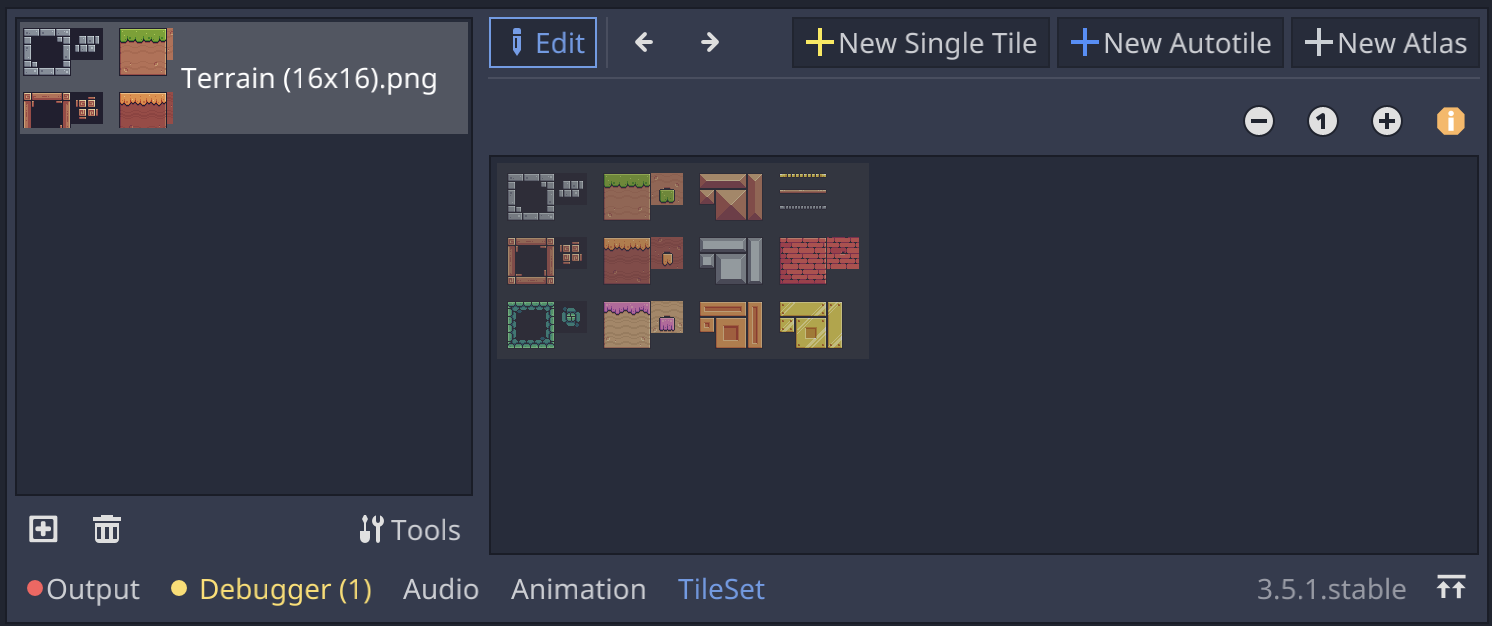 Terrain (16x16).png
Edit
New Single Tile
New Autotile
New Atlas
1
Tools
Output
Debugger (1)
Audio
Animation
TileSet
3.5.1.stable